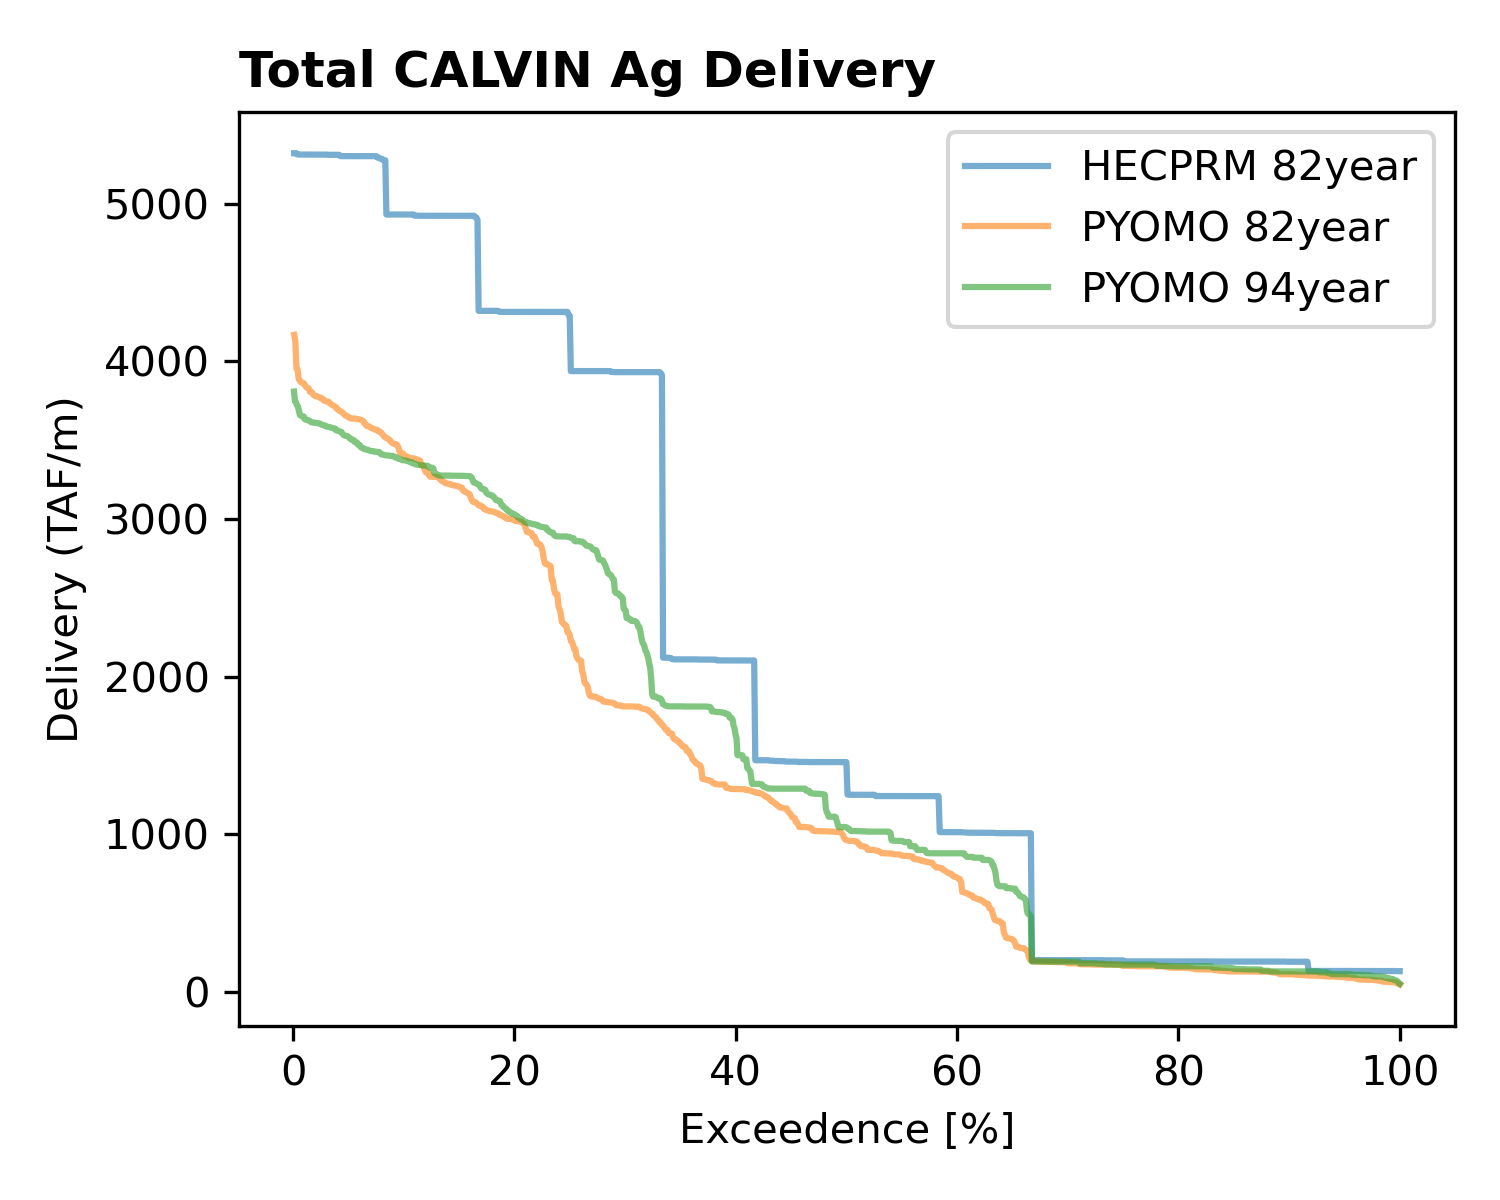 Total CALVIN Ag Delivery
HECPRM 82year
PYOMO 82year
PYOMO 94year
5000
4000
3000
2000
1000
0
Delivery (TAF/m)
0 20 40 60 80 100
Exceedence [%]